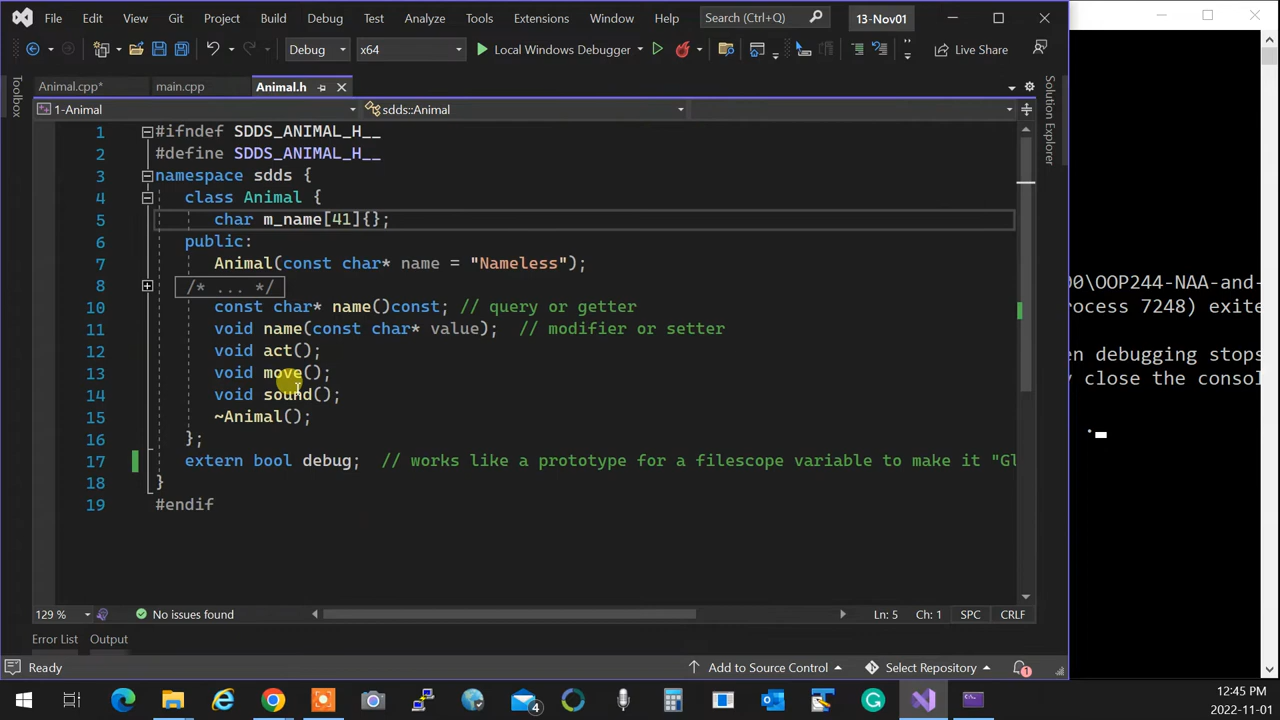 File Edit View Git Project Build Debug Test Analyze Tools Extensions Window Help Search (Ctrl+Q) 13-Nov01
Debug x64 Local Windows Debugger Live Share
Toolbox
Animal.cpp* main.cpp Animal.h
1-Animal sdds::Animal
Solution Explorer
1 #ifndef SDDS_ANIMAL_H__
2 #define SDDS_ANIMAL_H__
3 namespace sdds {
4 class Animal {
5 char m_name[41]{};
6 public:
7 Animal(const char* name = "Nameless");
8 /* ... */
10 const char* name()const; // query or getter
11 void name(const char* value); // modifier or setter
12 void act();
13 void move();
14 void sound();
15 ~Animal();
16 };
17 extern bool debug; // works like a prototype for a filescope variable to make it "Gl
18 }
19 #endif
00\OOP244-NAA-and-
rocess 7248) exite
en debugging stops
y close the consol
.
129 % No issues found Ln: 5 Ch: 1 SPC CRLF
Error List Output
Ready Add to Source Control Select Repository 1
4
12:45 PM
2022-11-01